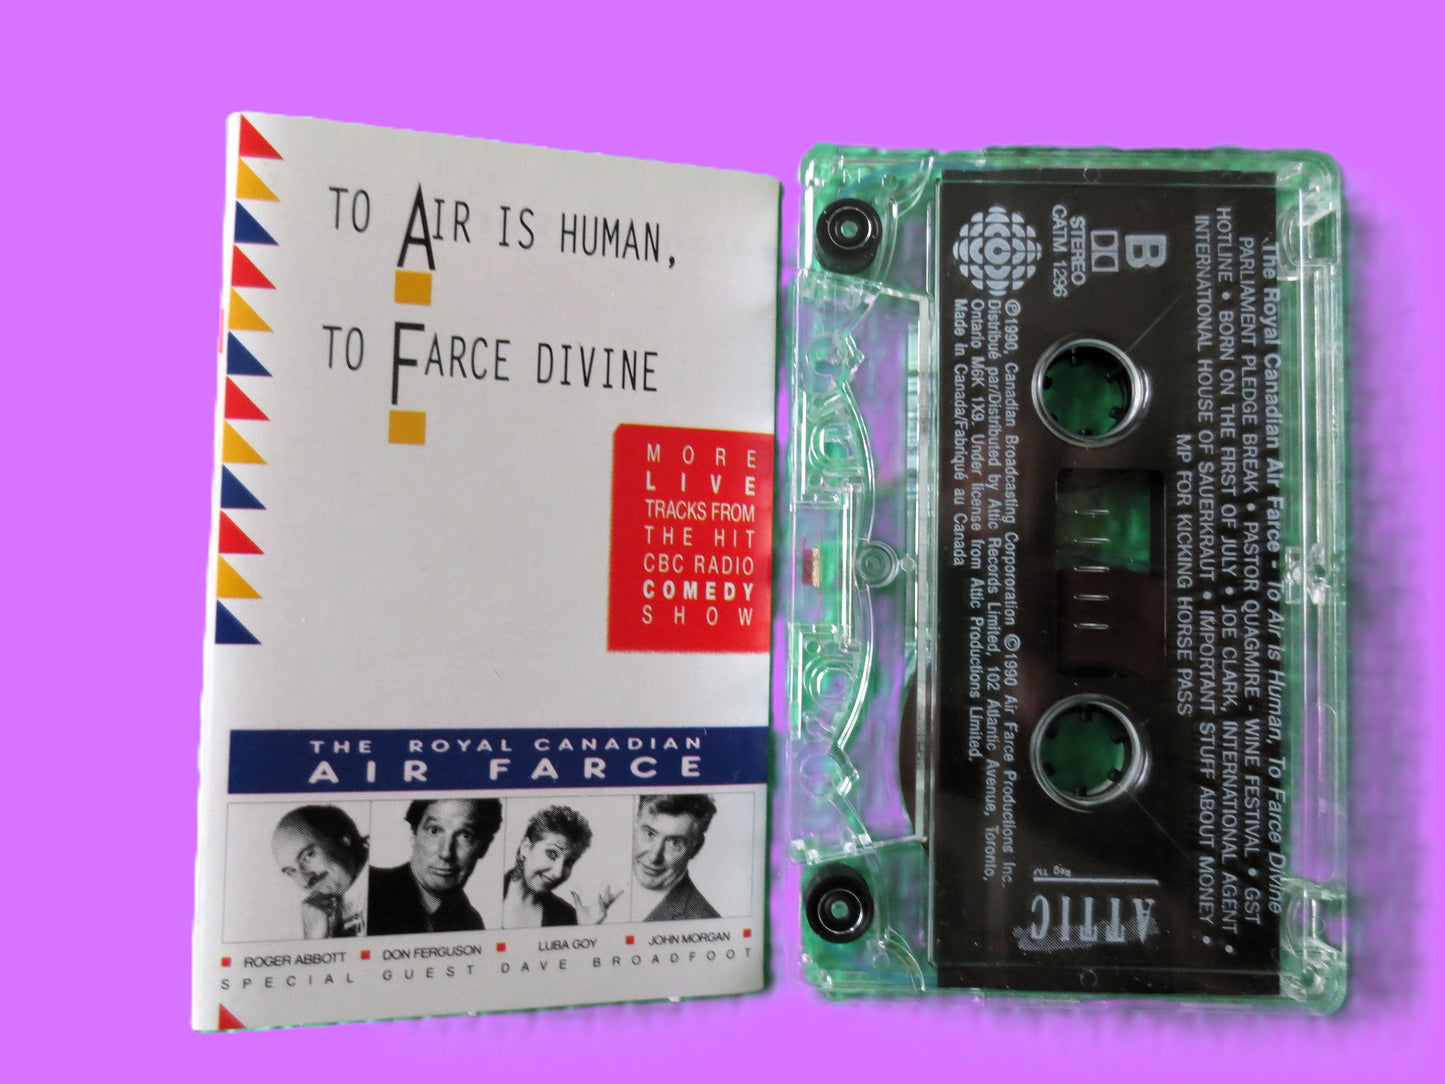 TO AIR IS HUMAN,
TO FARCE DIVINE
MORE
LIVE
TRACKS FROM
THE HIT
CBC RADIO
COMEDY
SHOW
THE ROYAL CANADIAN
AIR FARCE
ROGER ABBOTT DON FERGUSON LUBA GOY JOHN MORGAN
SPECIAL GUEST DAVE BROADFOOT
The Royal Canadian Air Farce • To Air Is Human, To Farce Divine
PARLIAMENT PLEDGE BREAK • PASTOR QUAGMIRE - WINE FESTIVAL • GST
HOTLINE • BORN ON THE FIRST OF JULY • JOE CLARK, INTERNATIONAL AGENT •
INTERNATIONAL HOUSE OF SAUERKRAUT • IMPORTANT STUFF ABOUT MONEY •
MP FOR KICKING HORSE PASS
B
STEREO
CATM 1296
℗1990, Canadian Broadcasting Corpororation ©1990 Air Farce Productions Inc.
Distribué par/Distributed by Attic Records Limited, 102 Atlantic Avenue, Toronto,
Ontario M6K 1X9. Under license from Attic Productions Limited.
Made In Canada/Fabriqué au Canada
ATTIC
Reg TM